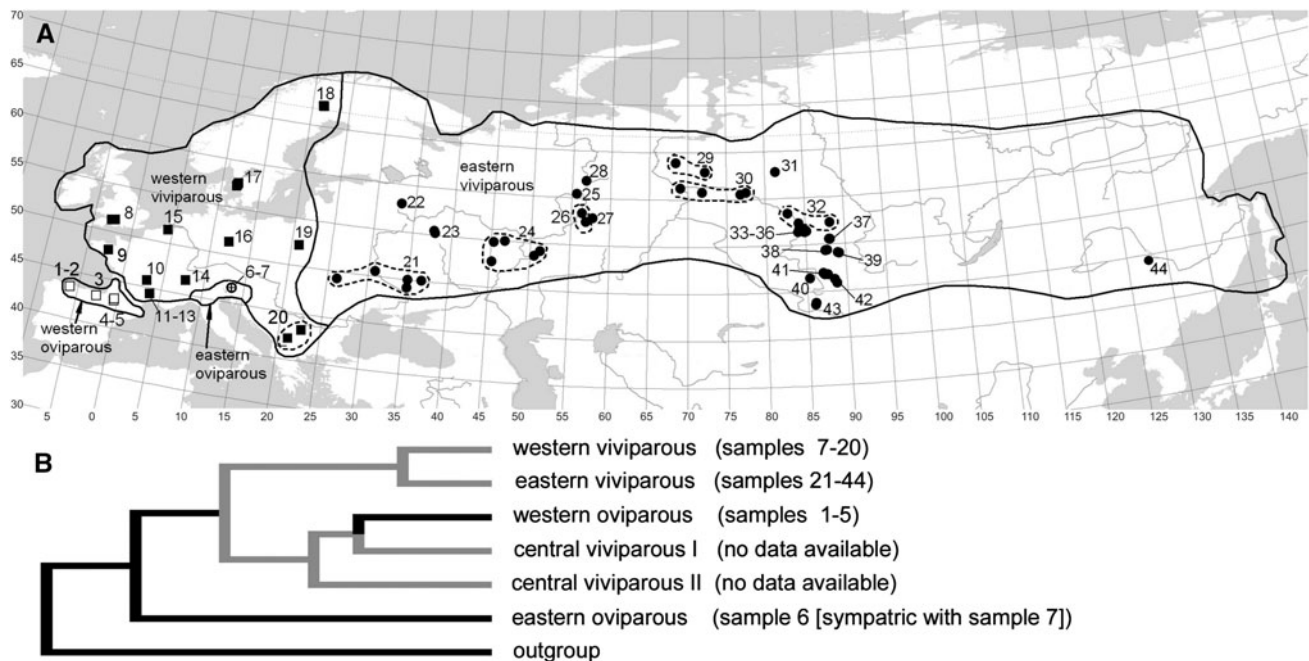 70
A
65
60
55
50
45
40
35
30
18
western
viviparous
17
8
15
16
9
19
1-2
3
10
14
6-7
4-5
11-13
western
oviparous
eastern
oviparous
20
eastern
viviparous
22
23
21
24
28
25
26
27
29
30
31
32
37
33-36
38
39
41
40
42
43
44
5 0 5 10 15 20 25 30 35 40 45 50 55 60 65 70 75 80 85 90 95 100 105 110 115 120 125 130 140
B
western viviparous (samples 7-20)
eastern viviparous (samples 21-44)
western oviparous (samples 1-5)
central viviparous I (no data available)
central viviparous II (no data available)
eastern oviparous (sample 6 [sympatric with sample 7])
outgroup